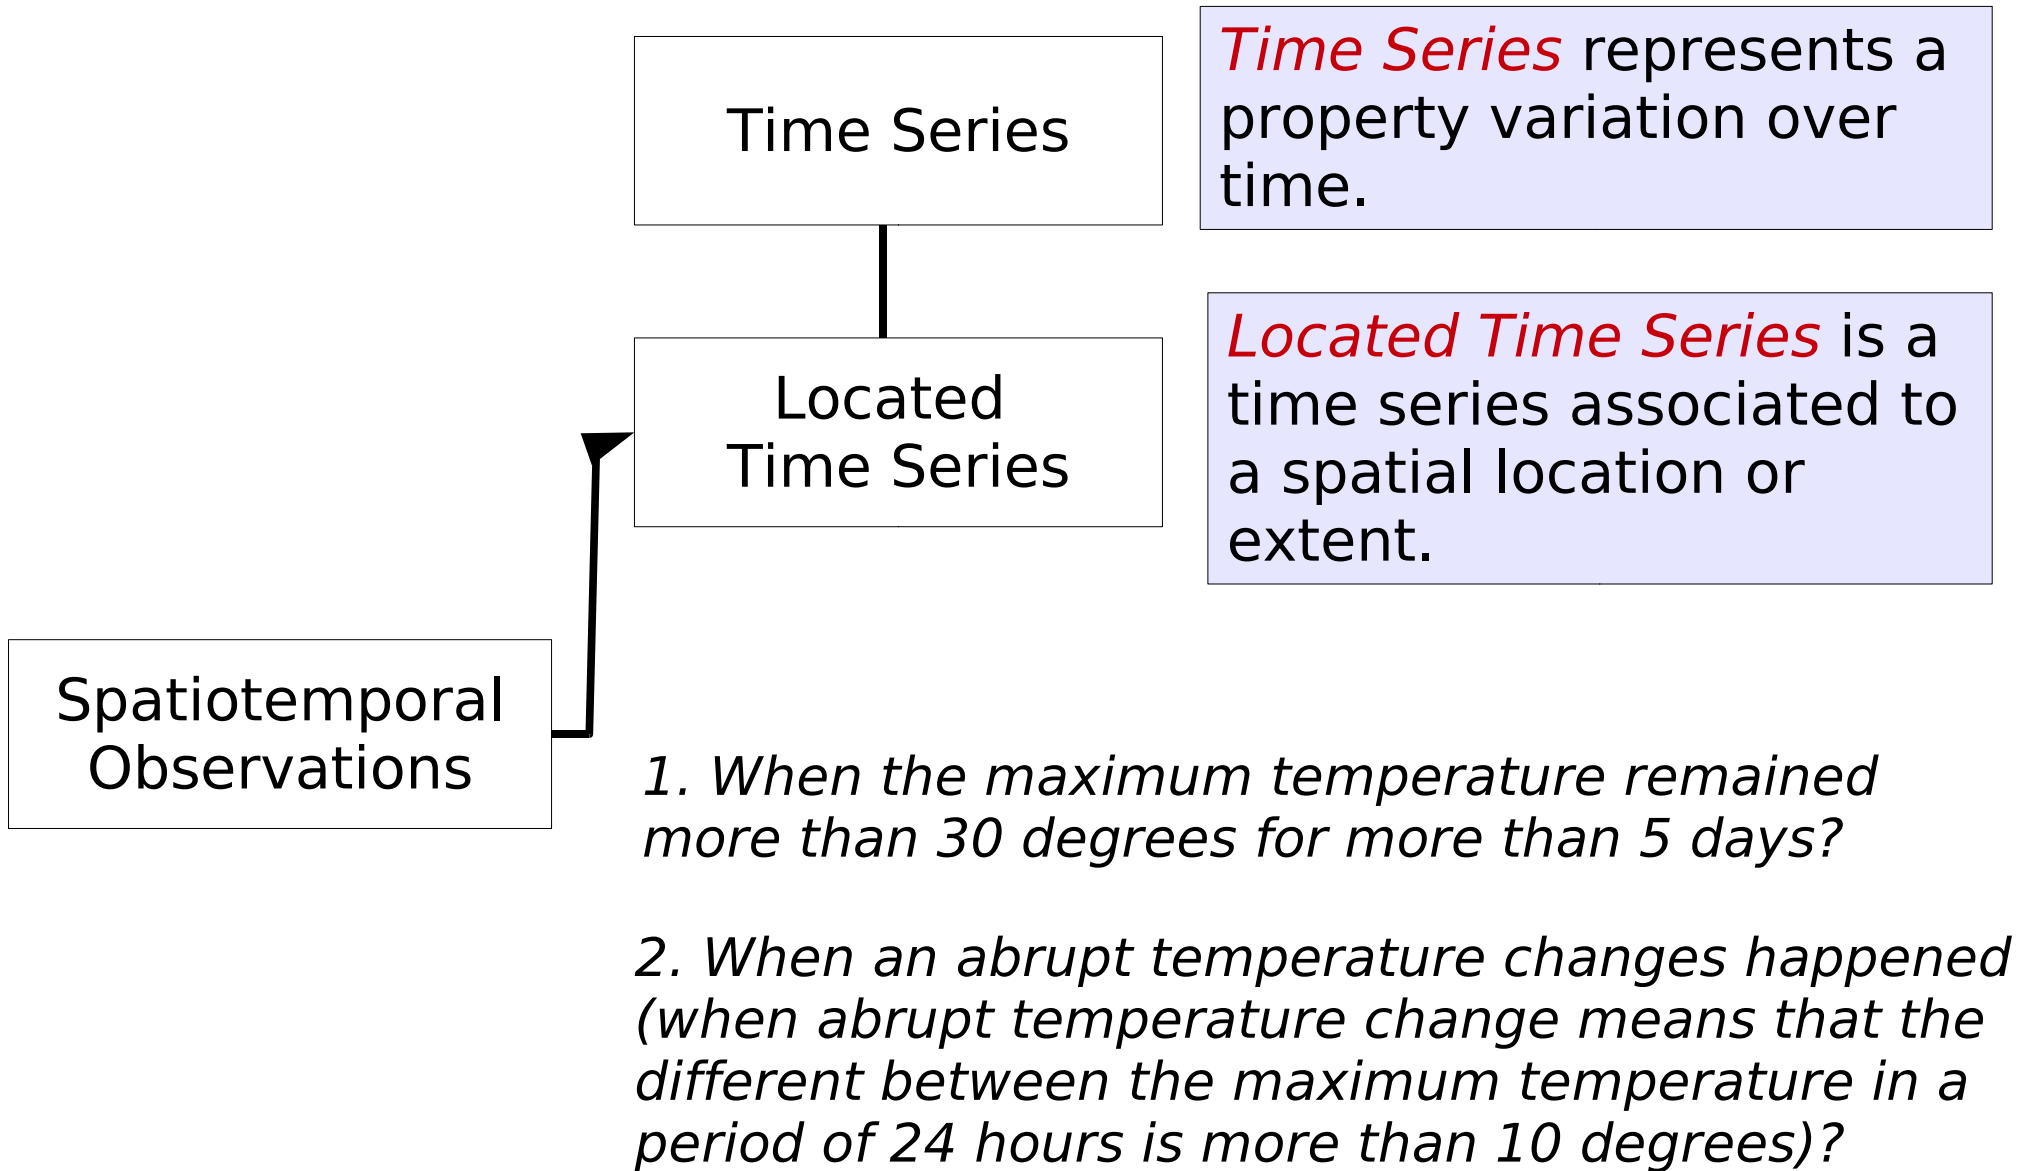 Time Series
Time Series represents a
property variation over
time.
Located
Time Series
Located Time Series is a
time series associated to
a spatial location or
extent.
Spatiotemporal
Observations
1. When the maximum temperature remained
more than 30 degrees for more than 5 days?
2. When an abrupt temperature changes happened
(when abrupt temperature change means that the
different between the maximum temperature in a
period of 24 hours is more than 10 degrees)?